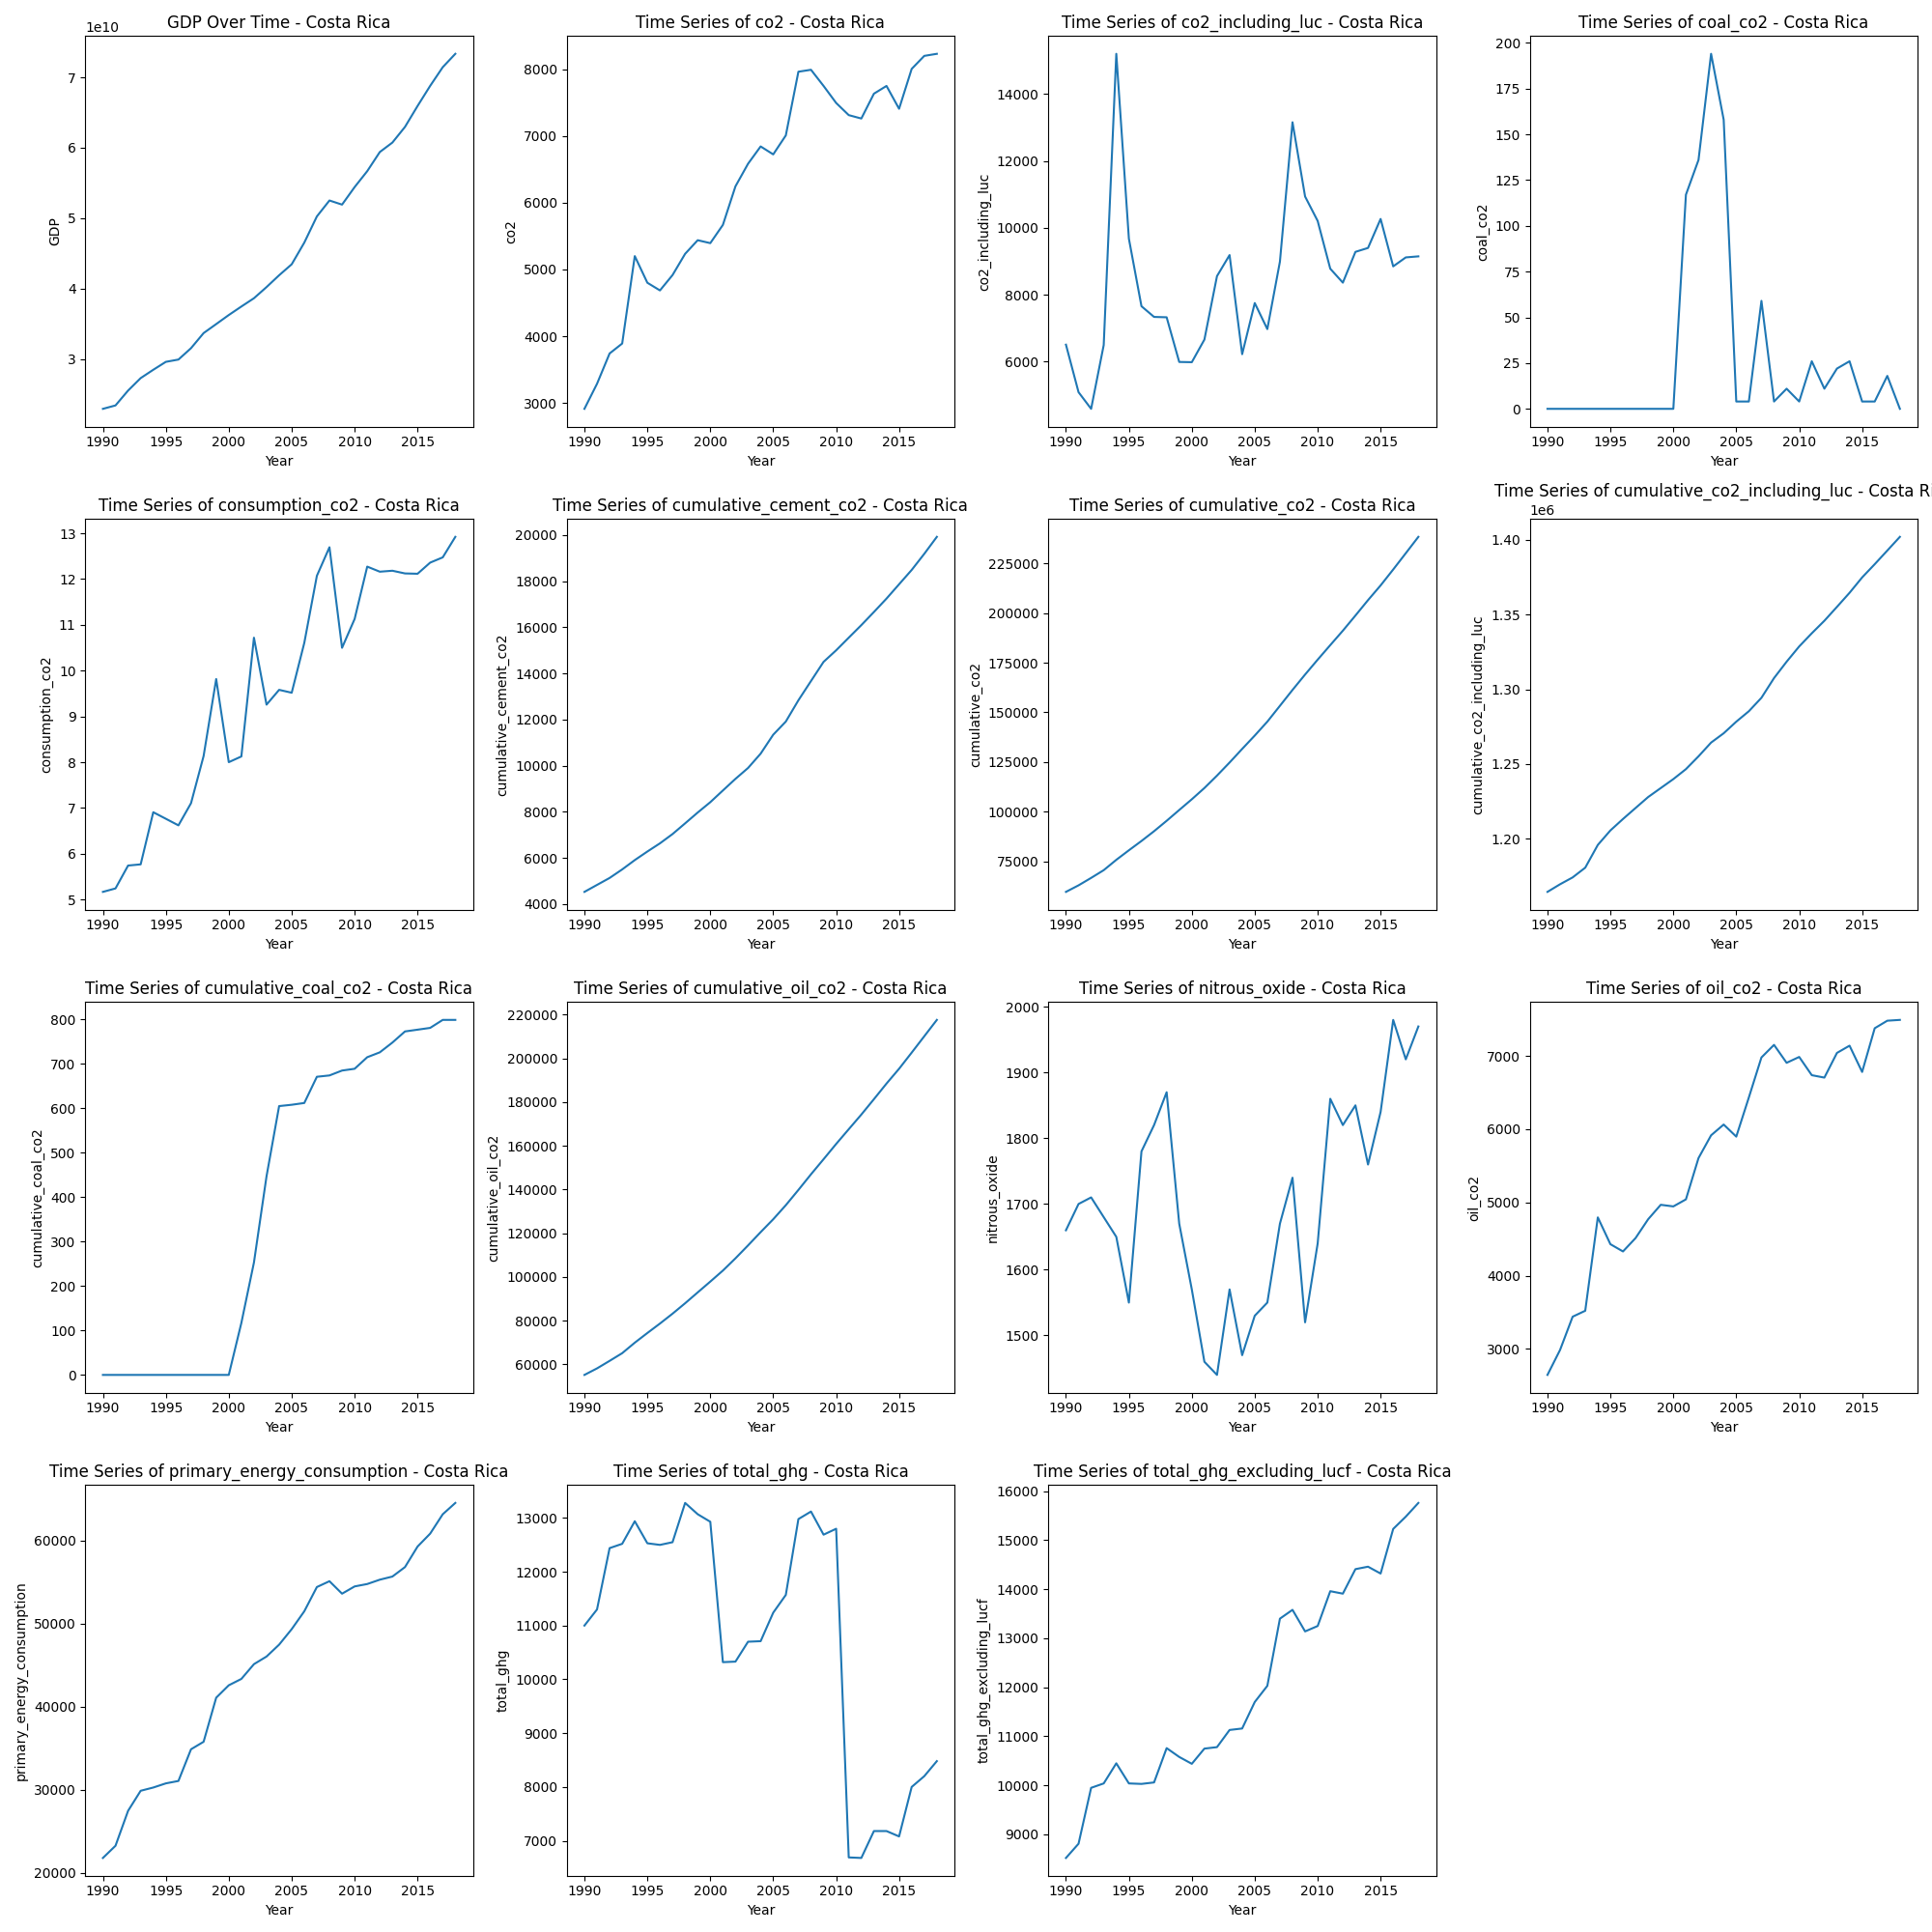 GDP Over Time - Costa Rica
1e10
7
6
5
4
3
GDP
1990 1995 2000 2005 2010 2015
Year
Time Series of co2 - Costa Rica
8000
7000
6000
5000
4000
3000
co2
1990 1995 2000 2005 2010 2015
Year
Time Series of co2_including_luc - Costa Rica
14000
12000
10000
8000
6000
co2_including_luc
1990 1995 2000 2005 2010 2015
Year
Time Series of coal_co2 - Costa Rica
200
175
150
125
100
75
50
25
0
coal_co2
1990 1995 2000 2005 2010 2015
Year
Time Series of consumption_co2 - Costa Rica
13
12
11
10
9
8
7
6
5
consumption_co2
1990 1995 2000 2005 2010 2015
Year
Time Series of cumulative_cement_co2 - Costa Rica
20000
18000
16000
14000
12000
10000
8000
6000
4000
cumulative_cement_co2
1990 1995 2000 2005 2010 2015
Year
Time Series of cumulative_co2 - Costa Rica
225000
200000
175000
150000
125000
100000
75000
cumulative_co2
1990 1995 2000 2005 2010 2015
Year
Time Series of cumulative_co2_including_luc - Costa R
1e6
1.40
1.35
1.30
1.25
1.20
cumulative_co2_including_luc
1990 1995 2000 2005 2010 2015
Year
Time Series of cumulative_coal_co2 - Costa Rica
800
700
600
500
400
300
200
100
0
cumulative_coal_co2
1990 1995 2000 2005 2010 2015
Year
Time Series of cumulative_oil_co2 - Costa Rica
220000
200000
180000
160000
140000
120000
100000
80000
60000
cumulative_oil_co2
1990 1995 2000 2005 2010 2015
Year
Time Series of nitrous_oxide - Costa Rica
2000
1900
1800
1700
1600
1500
nitrous_oxide
1990 1995 2000 2005 2010 2015
Year
Time Series of oil_co2 - Costa Rica
7000
6000
5000
4000
3000
oil_co2
1990 1995 2000 2005 2010 2015
Year
Time Series of primary_energy_consumption - Costa Rica
60000
50000
40000
30000
20000
primary_energy_consumption
1990 1995 2000 2005 2010 2015
Year
Time Series of total_ghg - Costa Rica
13000
12000
11000
10000
9000
8000
7000
total_ghg
1990 1995 2000 2005 2010 2015
Year
Time Series of total_ghg_excluding_lucf - Costa Rica
16000
15000
14000
13000
12000
11000
10000
9000
total_ghg_excluding_lucf
1990 1995 2000 2005 2010 2015
Year